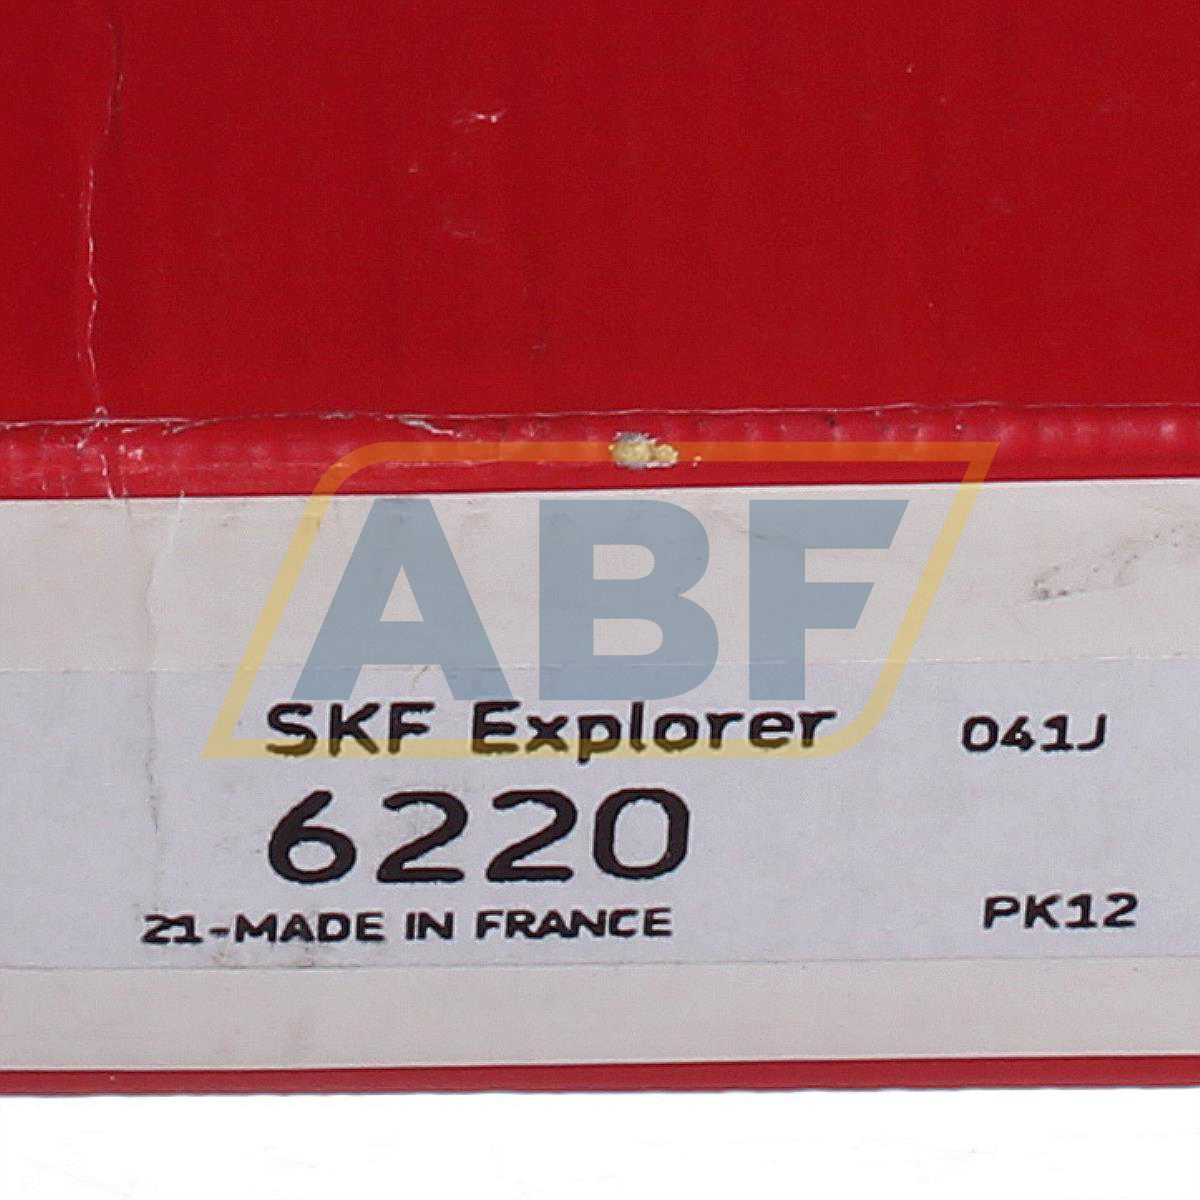 ABF
SKF Explorer 041J
6220
21-MADE IN FRANCE PK12